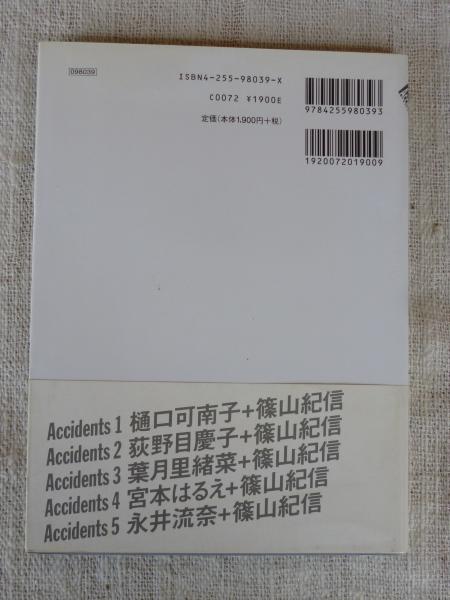 098039
ISBN4-255-98039-X
C0072 ¥1900E
定価(本体1,900円+税)
9784255980393
1920072019009
Accidents 1 樋口可南子+篠山紀信
Accidents 2 荻野目慶子+篠山紀信
Accidents 3 葉月里緒菜+篠山紀信
Accidents 4 宮本はるえ+篠山紀信
Accidents 5 永井流奈+篠山紀信